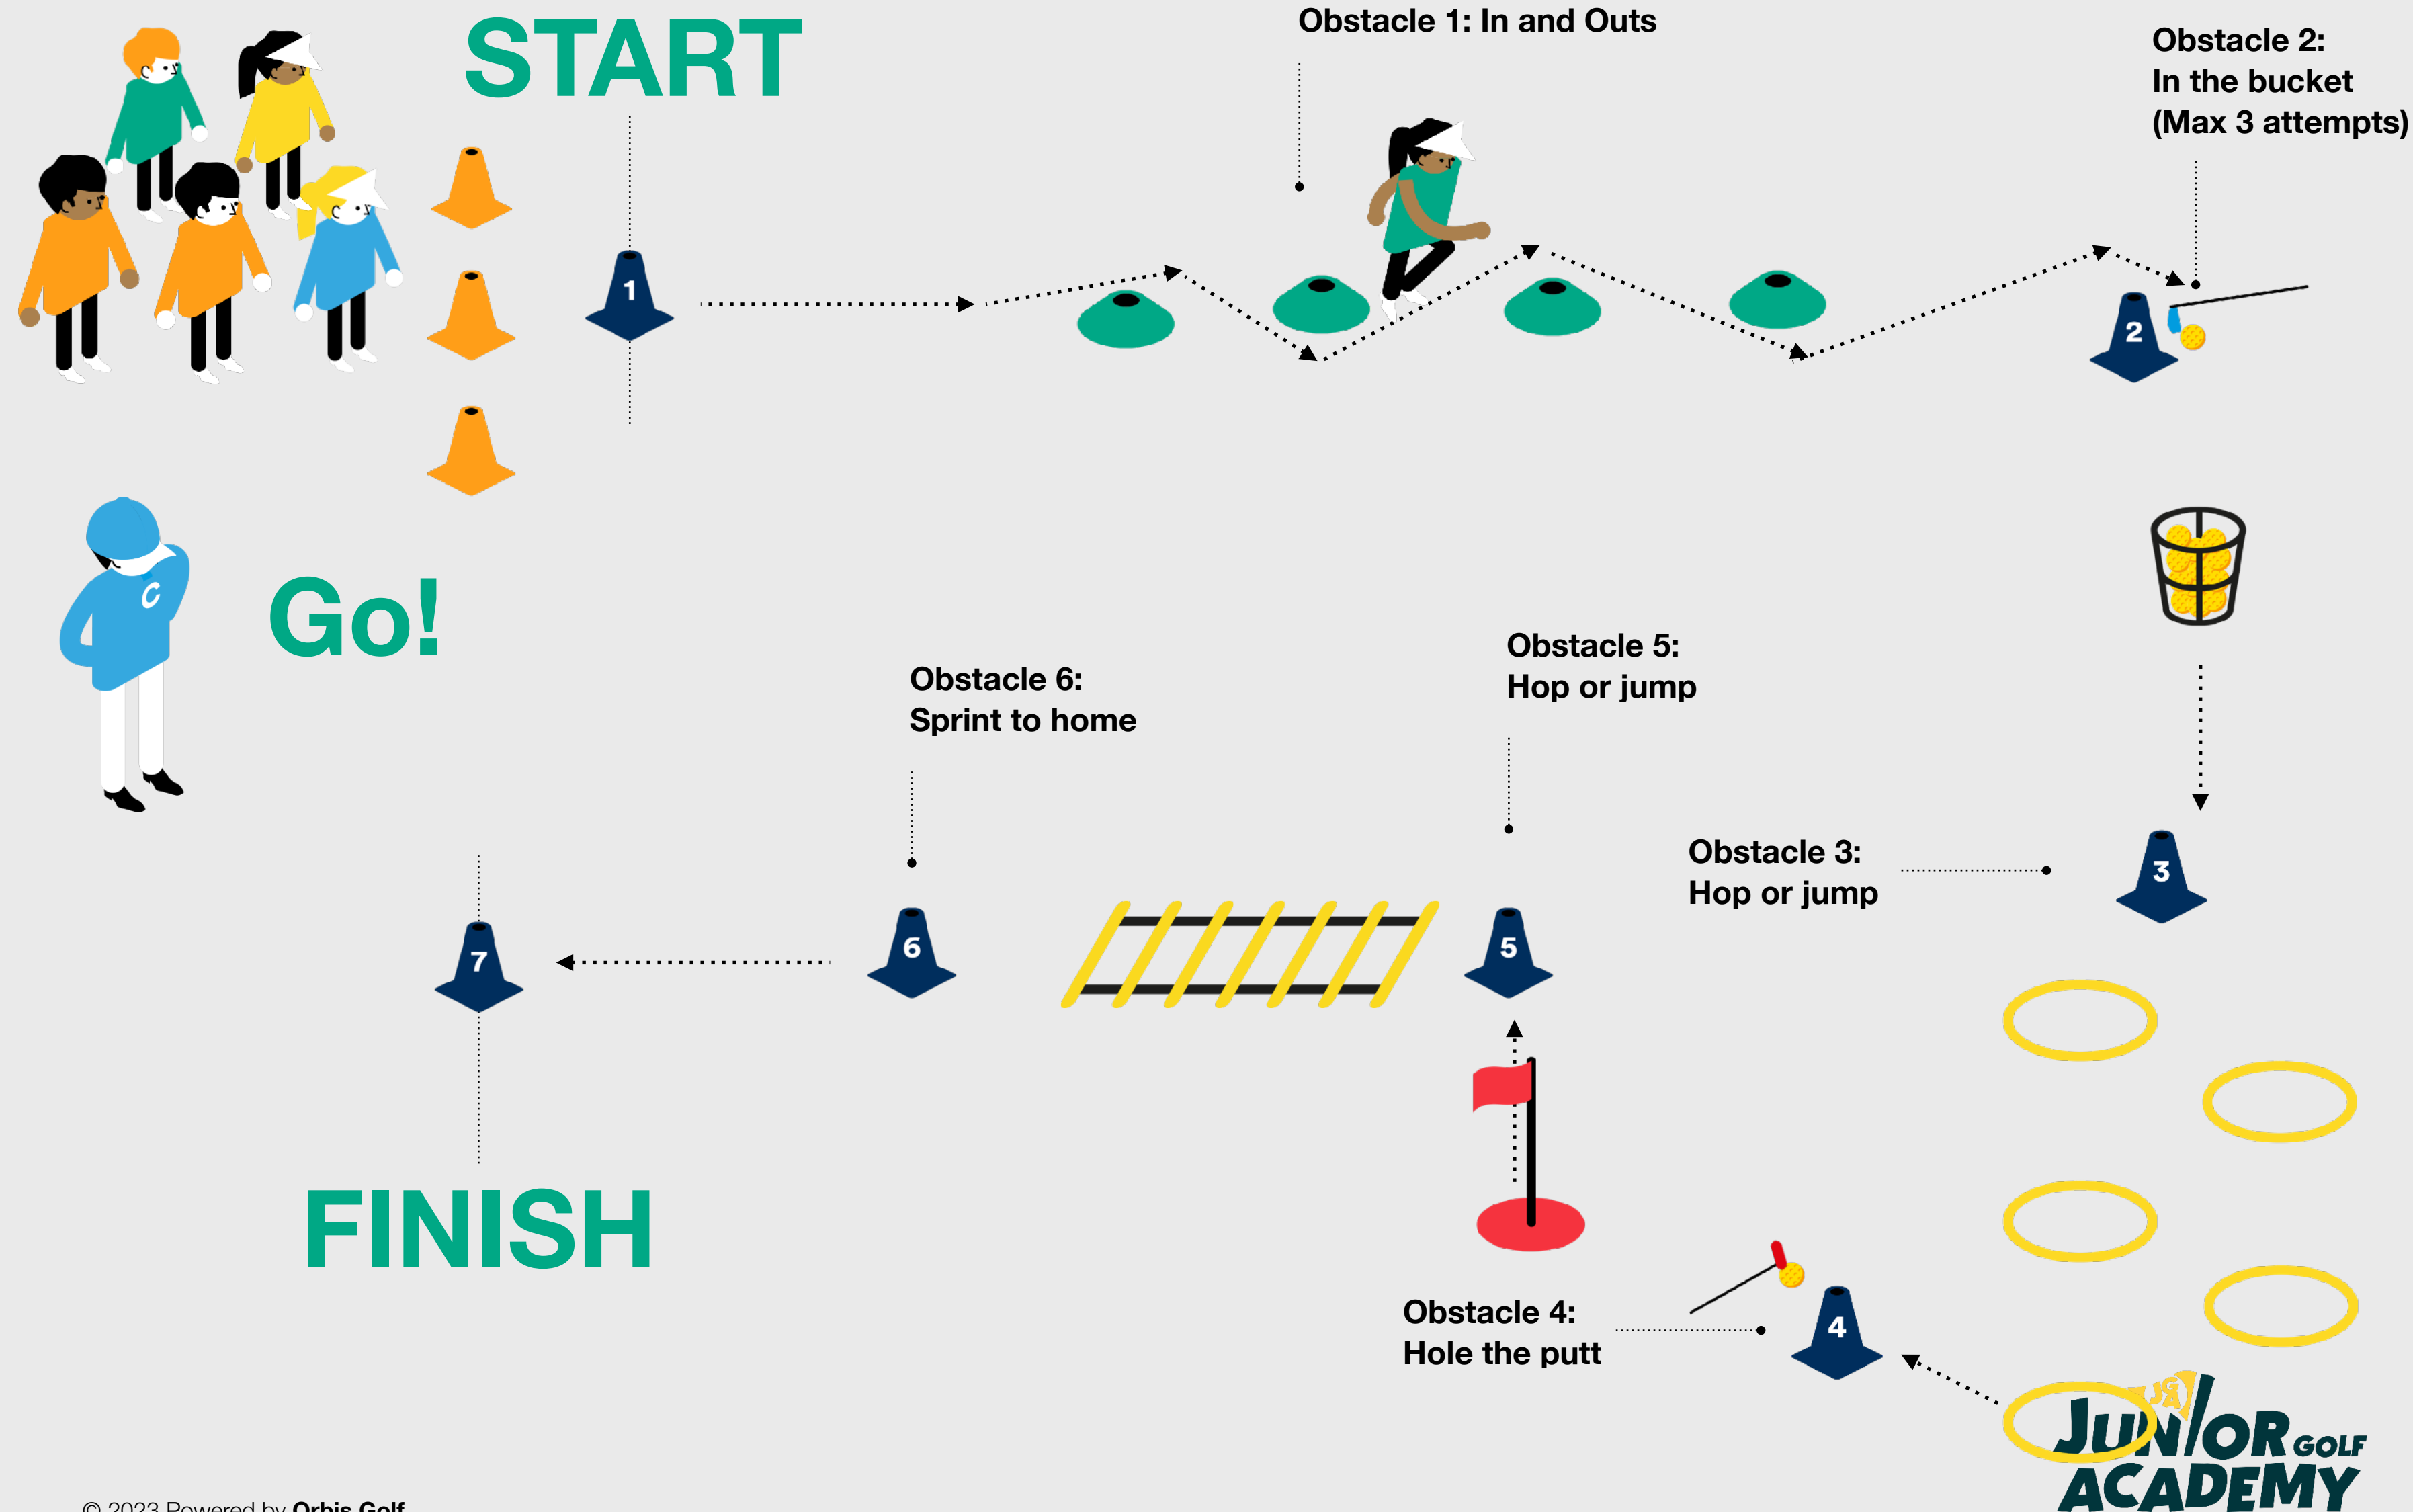 START
Obstacle 1: In and Outs
Obstacle 2:
In the bucket
(Max 3 attempts)
1
2
C
Go!
Obstacle 6:
Sprint to home
Obstacle 5:
Hop or jump
Obstacle 3:
Hop or jump
3
7
6
5
FINISH
Obstacle 4:
Hole the putt
4
JGA
JUNIOR GOLF
ACADEMY
© 2023 Powered by Orbis Golf